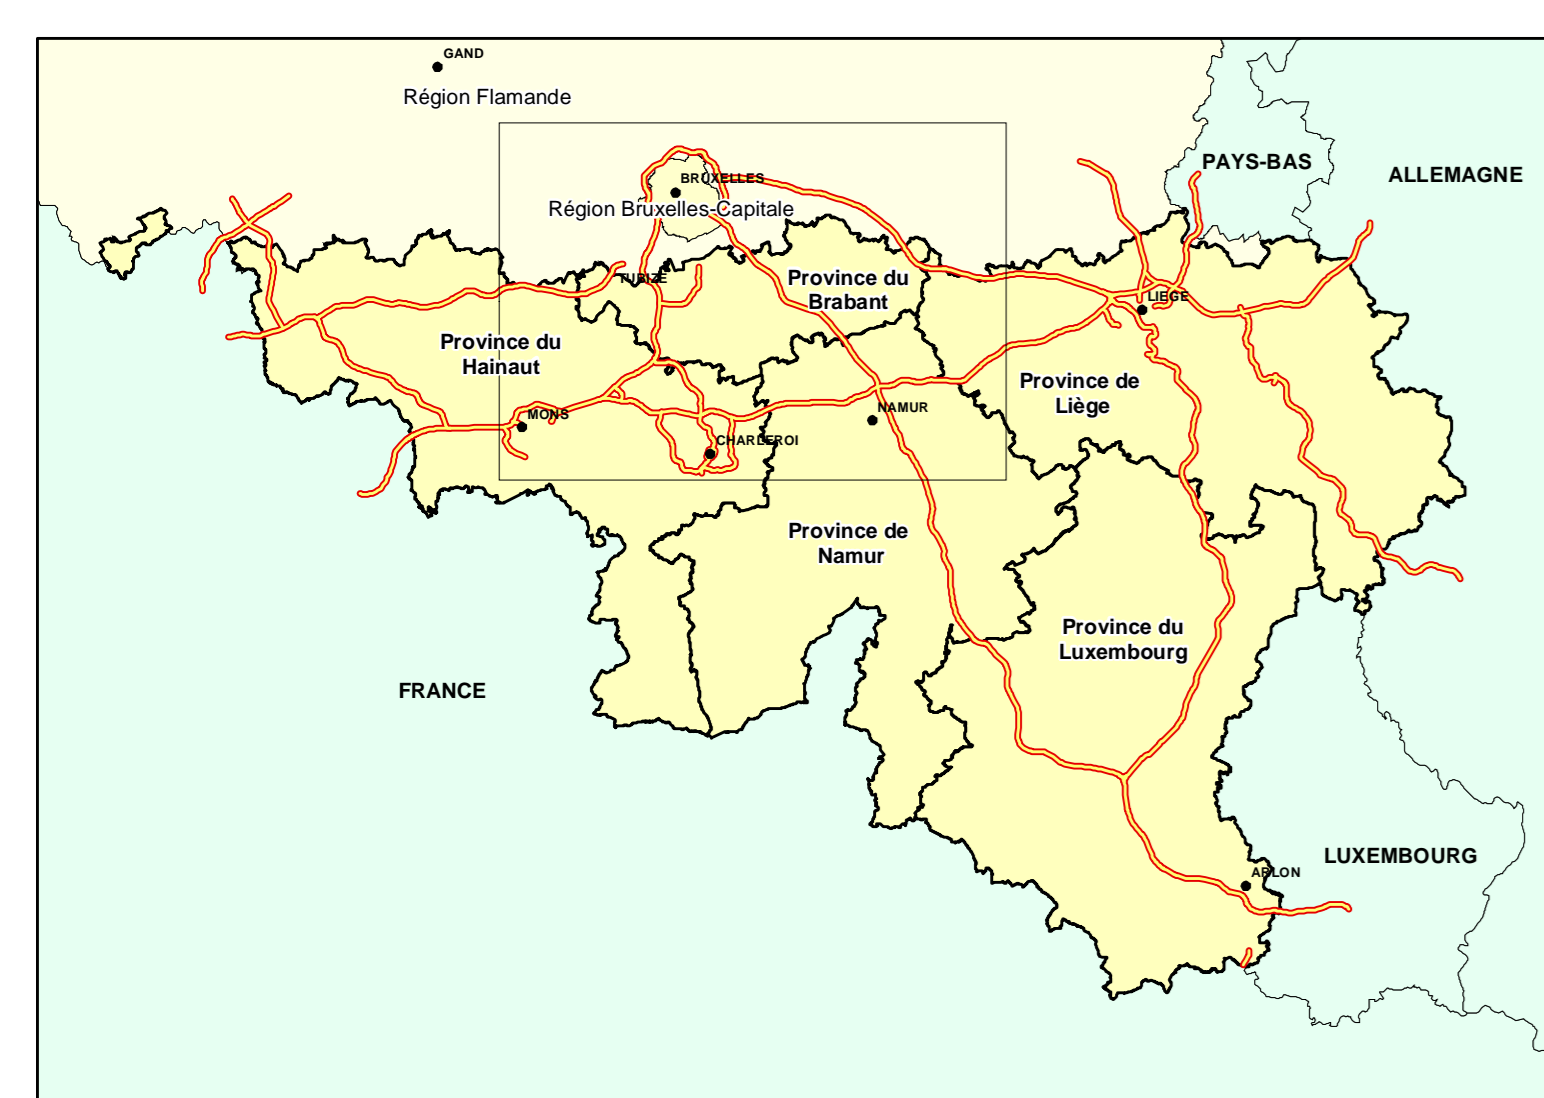 GAND
Région Flamande
PAYS-BAS
ALLEMAGNE
BRUXELLES
Région Bruxelles-Capitale
TUBIZE
Province du
Brabant
LIEGE
Province du
Hainaut
Province de
Liège
MONS
NAMUR
CHARLEROI
Province de
Namur
Province du
Luxembourg
FRANCE
LUXEMBOURG
ARLON